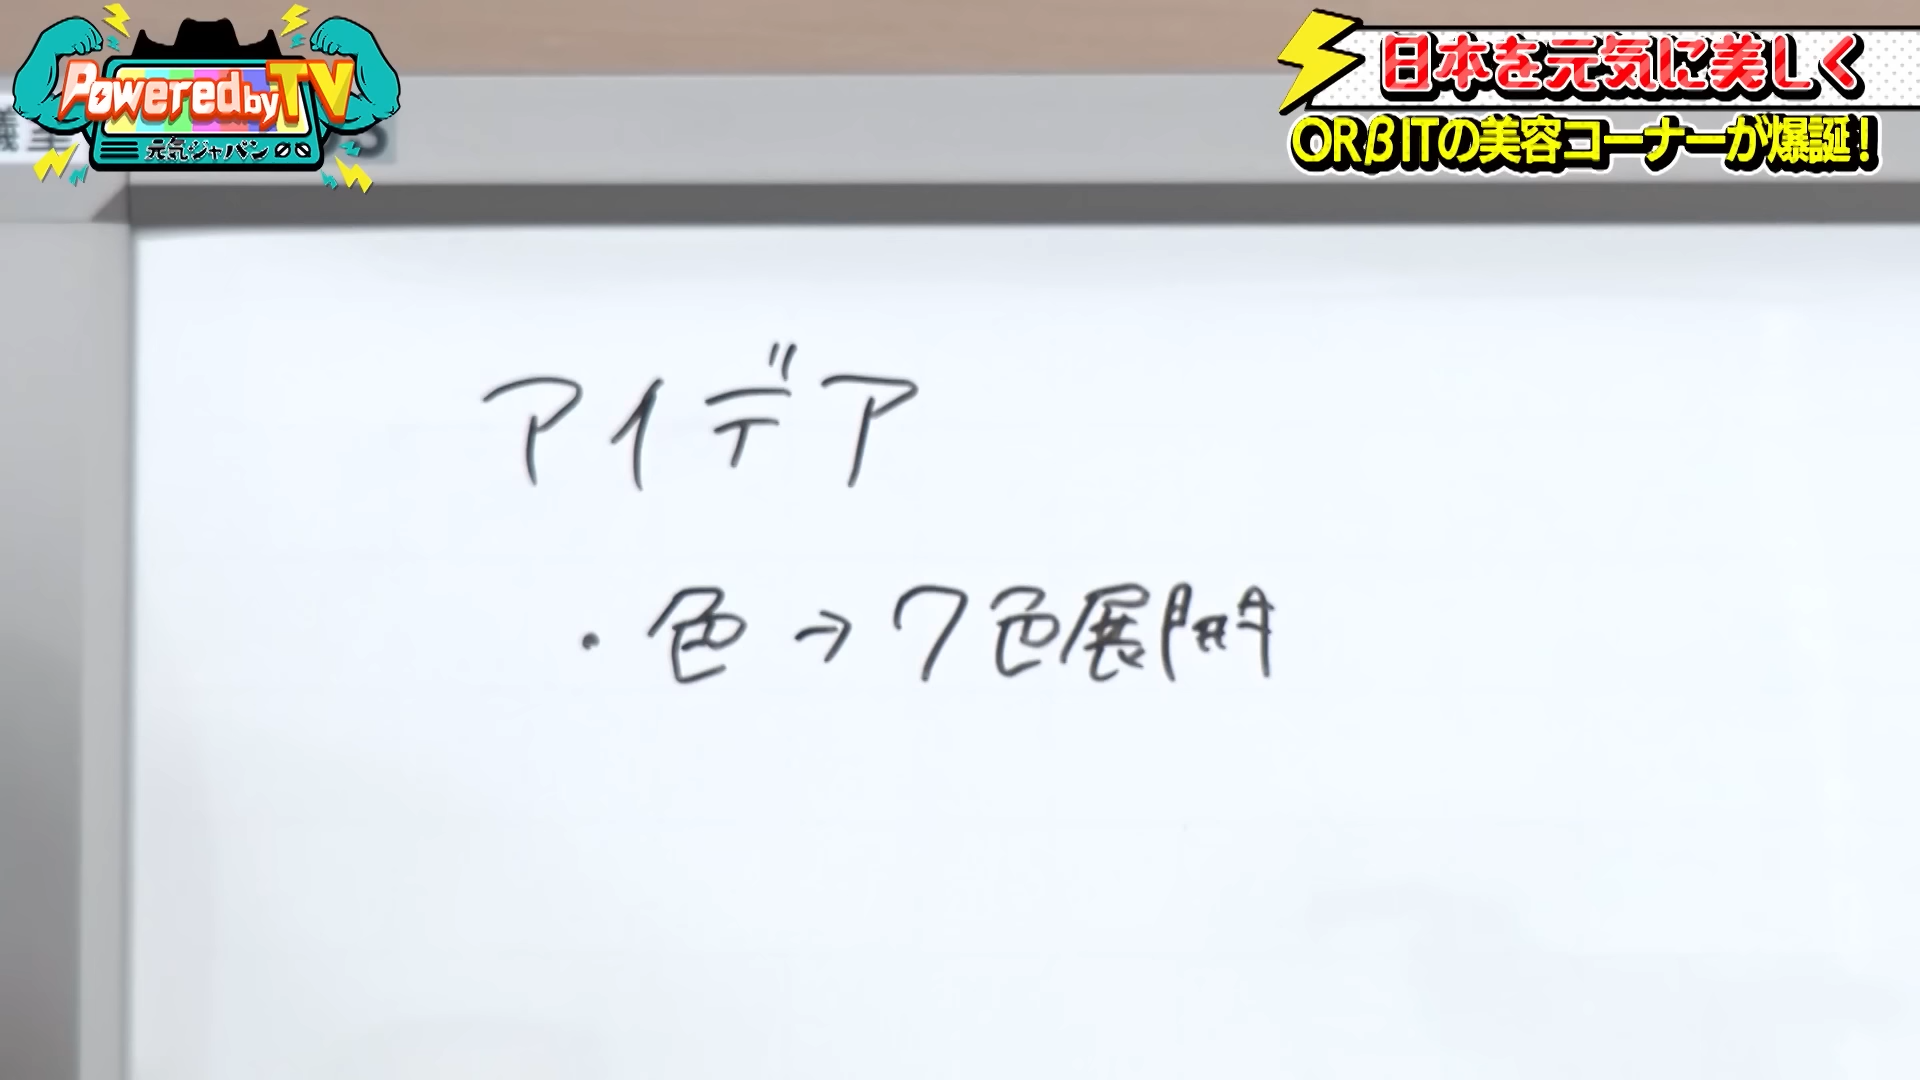 Powered by TV
元気ジャパン
日本を元気に美しく
ORβITの美容コーナーが爆誕!
アイデア
・色→7色展開